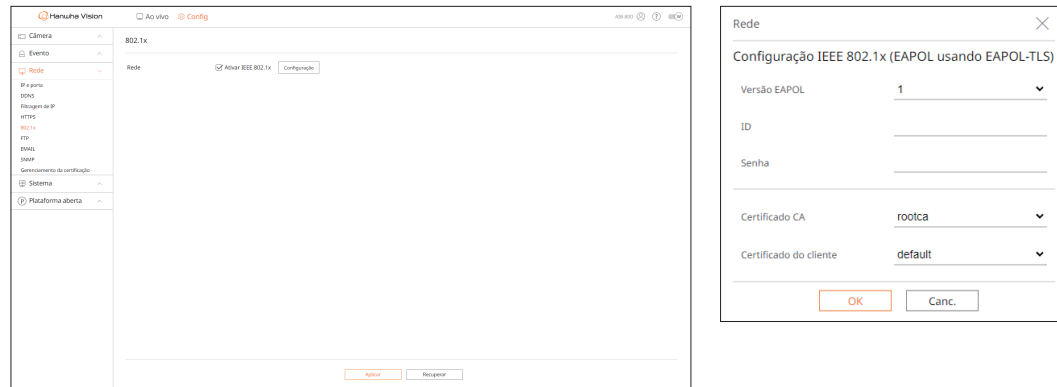 Hanwha Vision
Ao vivo
Config
AIB-800
Câmera
Evento
Rede
IP e porta
DDNS
Filtragem de IP
HTTPS
802.1x
FTP
EMAIL
SNMP
Gerenciamento da certificação
Sistema
Plataforma aberta
802.1x
Rede
Ativar IEEE 802.1x
Configuração
Aplicar
Recuperar
Rede
Configuração IEEE 802.1x (EAPOL usando EAPOL-TLS)
Versão EAPOL
1
ID
Senha
Certificado CA
rootca
Certificado do cliente
default
OK
Canc.